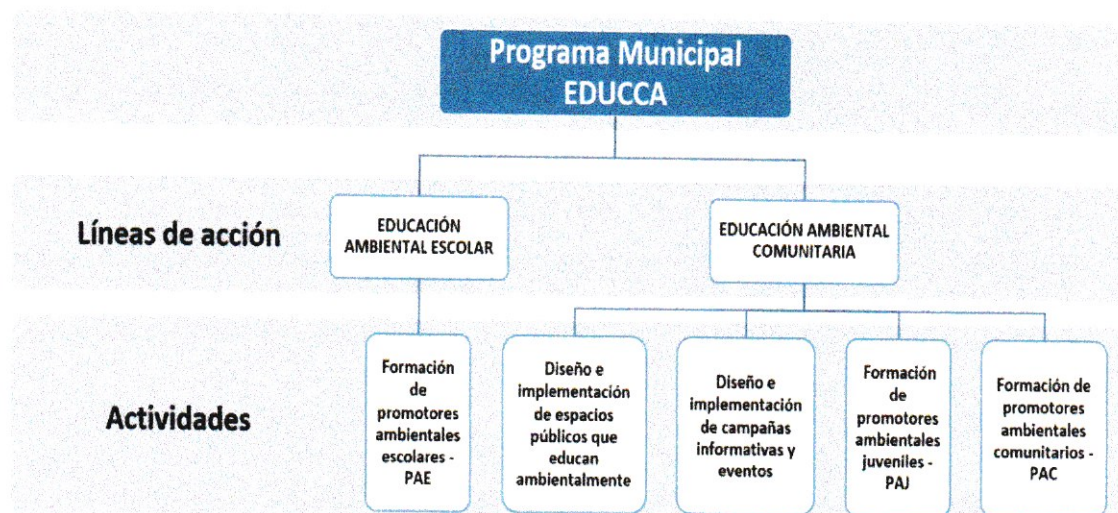 Programa Municipal
EDUCCA
Líneas de acción
EDUCACIÓN
AMBIENTAL ESCOLAR
EDUCACIÓN AMBIENTAL
COMUNITARIA
Actividades
Formación
de
promotores
ambientales
escolares -
PAE
Diseño e
implementación
de espacios
públicos que
educan
ambientalmente
Diseño e
implementación
de campañas
informativas y
eventos
Formación
de
promotores
ambientales
juveniles -
PAJ
Formación de
promotores
ambientales
comunitarios -
PAC